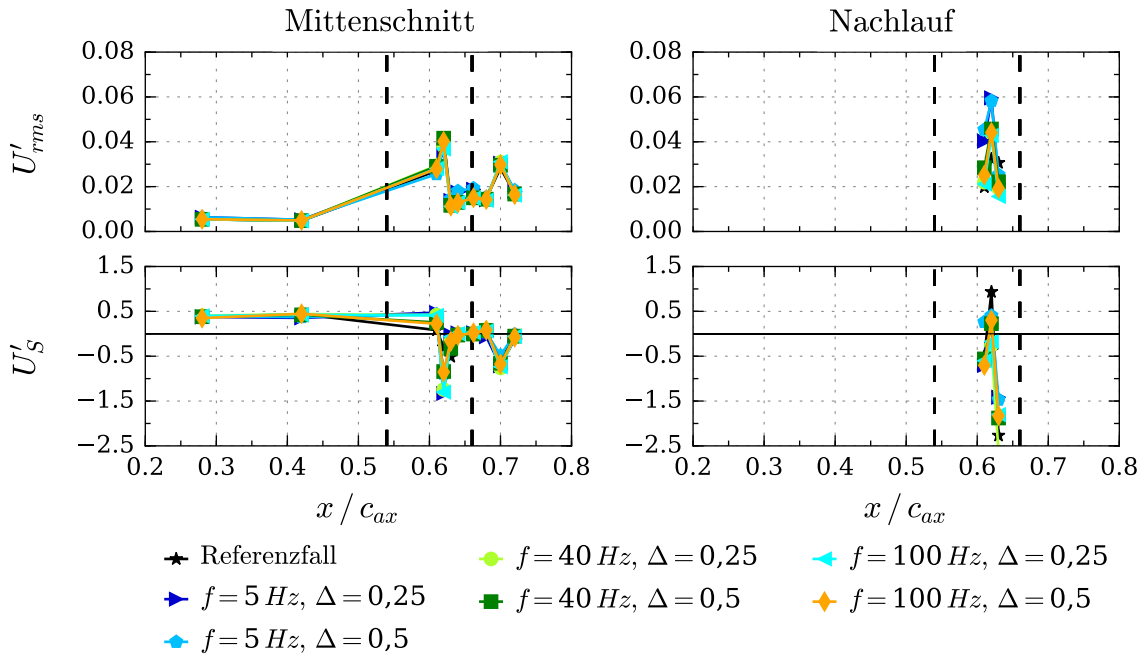 Mittenschnitt
Nachlauf
U′rms
0.08
0.06
0.04
0.02
0.00
0.08
0.06
0.04
0.02
0.00
U′S
1.5
0.5
−0.5
−1.5
−2.5
1.5
0.5
−0.5
−1.5
−2.5
0.2 0.3 0.4 0.5 0.6 0.7 0.8
0.2 0.3 0.4 0.5 0.6 0.7 0.8
x / cax
x / cax
Referenzfall
f = 5 Hz, Δ = 0,25
f = 5 Hz, Δ = 0,5
f = 40 Hz, Δ = 0,25
f = 40 Hz, Δ = 0,5
f = 100 Hz, Δ = 0,25
f = 100 Hz, Δ = 0,5